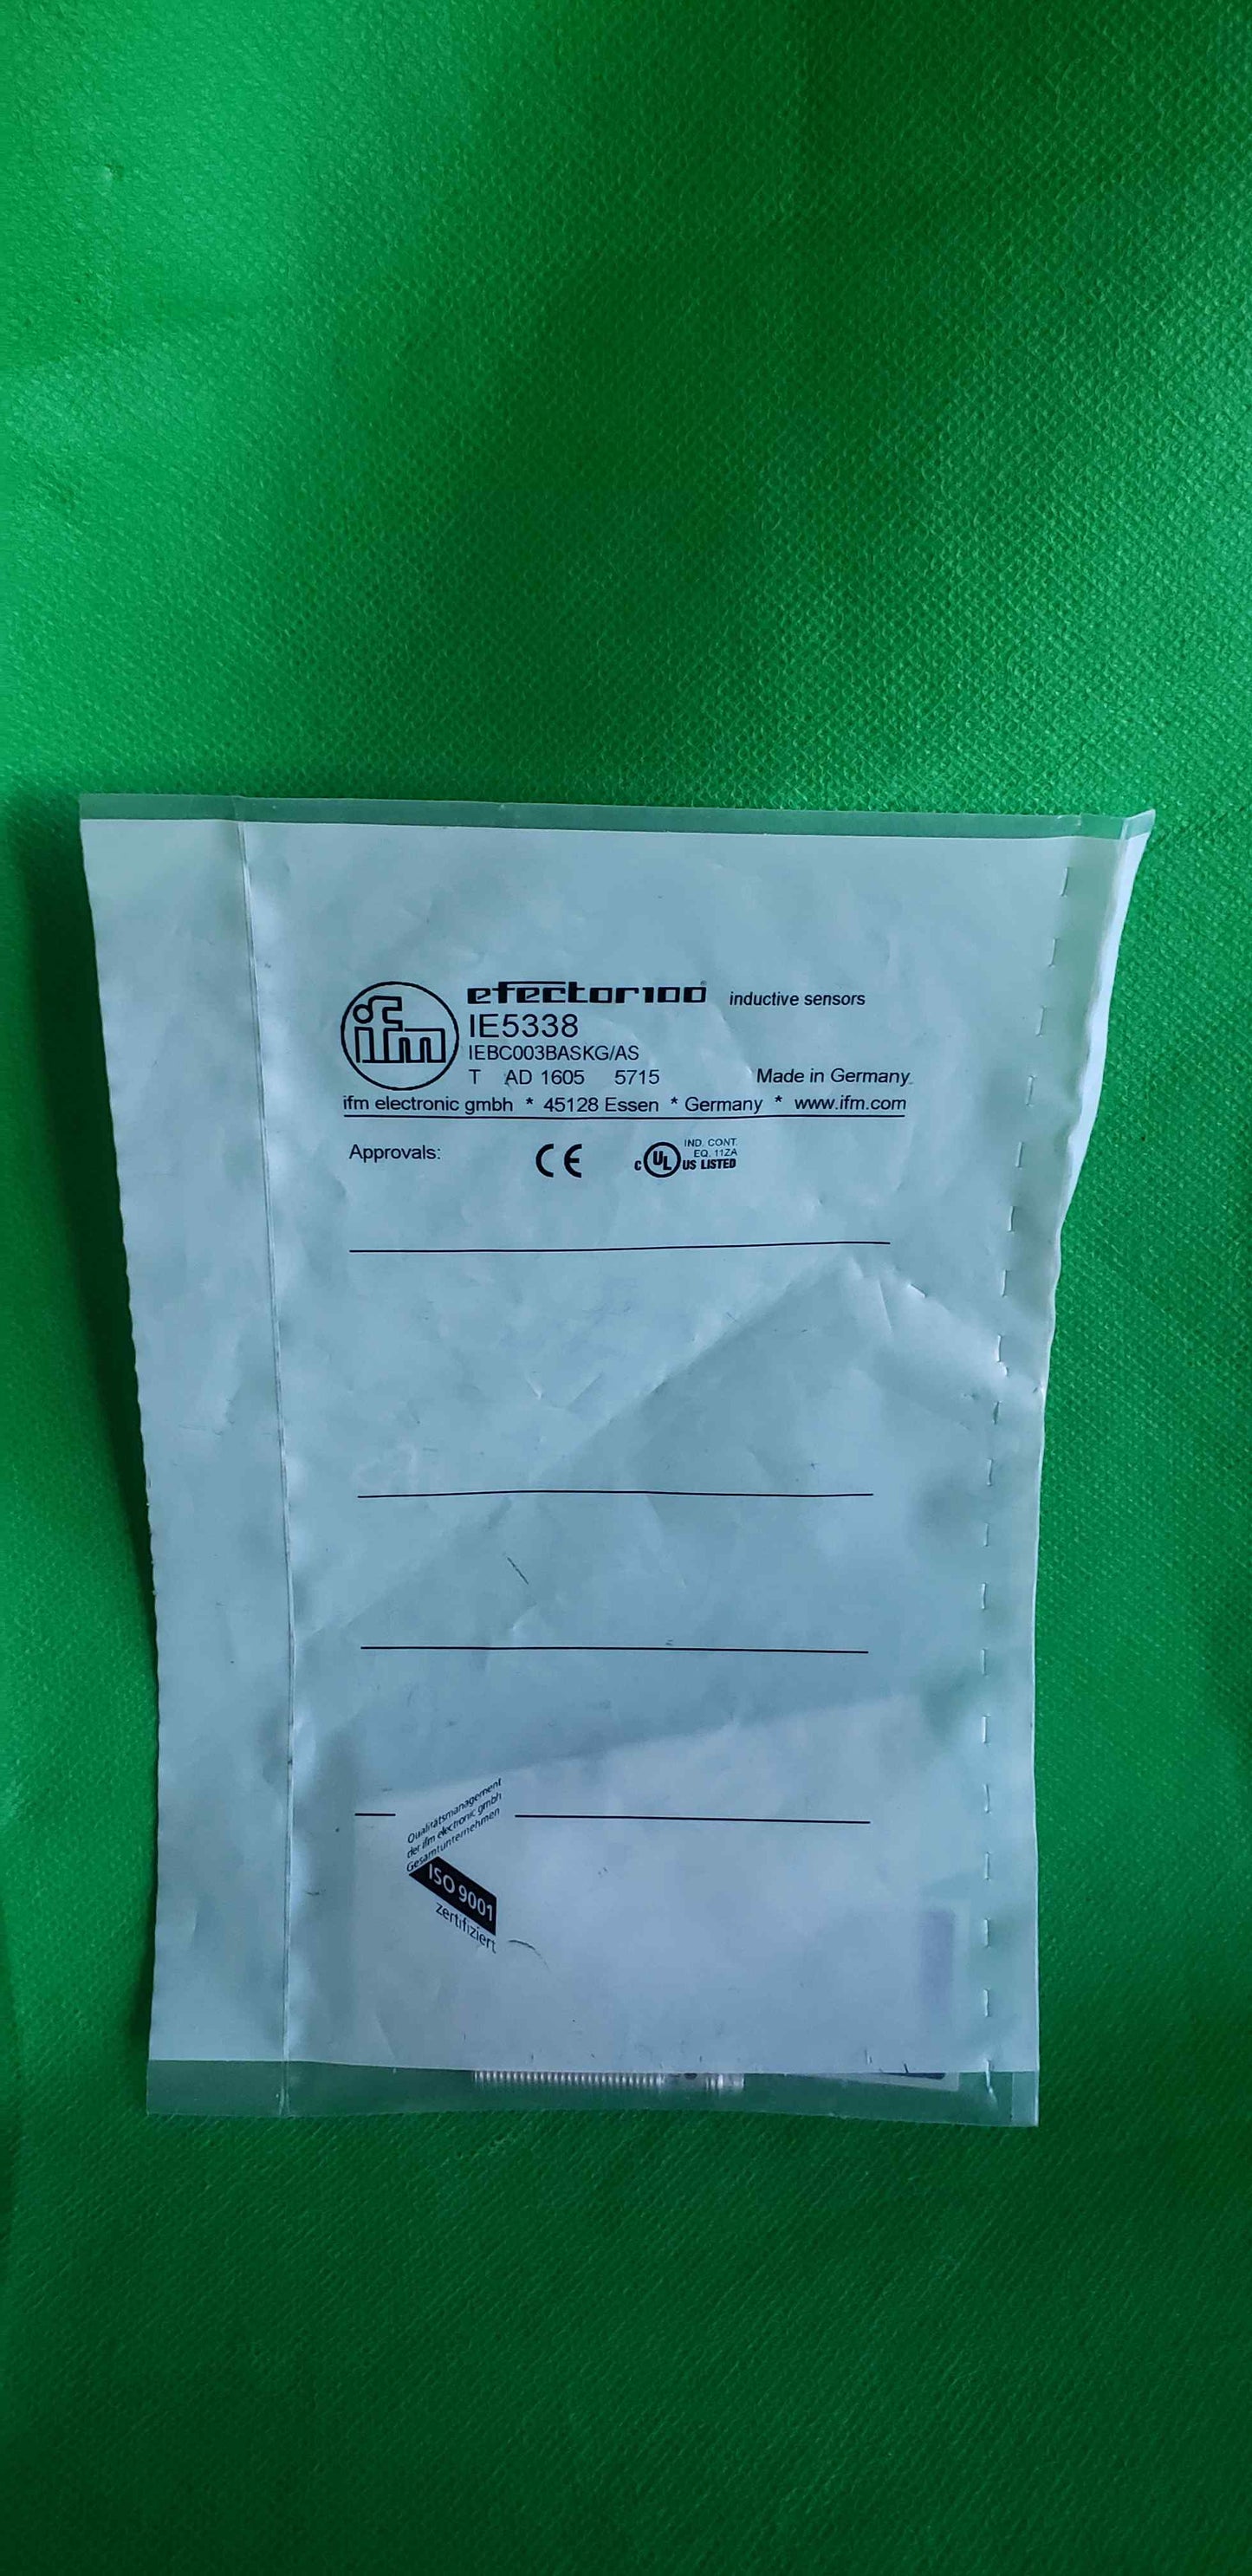 ifm
efector100 inductive sensors
IE5338
IEBC003BASKG/AS
T AD 1605 5715 Made in Germany
ifm electronic gmbh * 45128 Essen * Germany * www.ifm.com
Approvals: CE c UL US LISTED IND. CONT. EQ. 11ZA
Qualitätsmanagement
der ifm electronic gmbh
Gesamtunternehmen
ISO 9001
zertifiziert